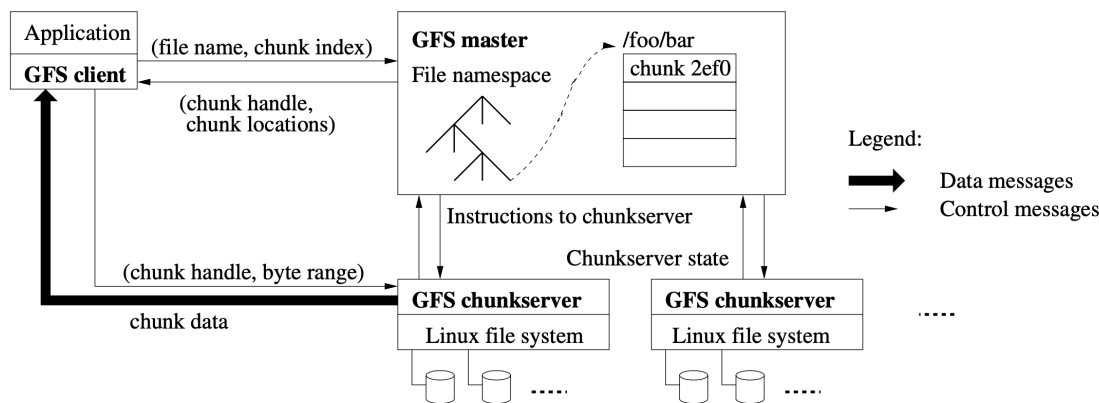 Application
GFS client
(file name, chunk index)
(chunk handle,
chunk locations)
GFS master
File namespace
/foo/bar
chunk 2ef0
Legend:
Data messages
Control messages
Instructions to chunkserver
Chunkserver state
(chunk handle, byte range)
chunk data
GFS chunkserver
Linux file system
GFS chunkserver
Linux file system